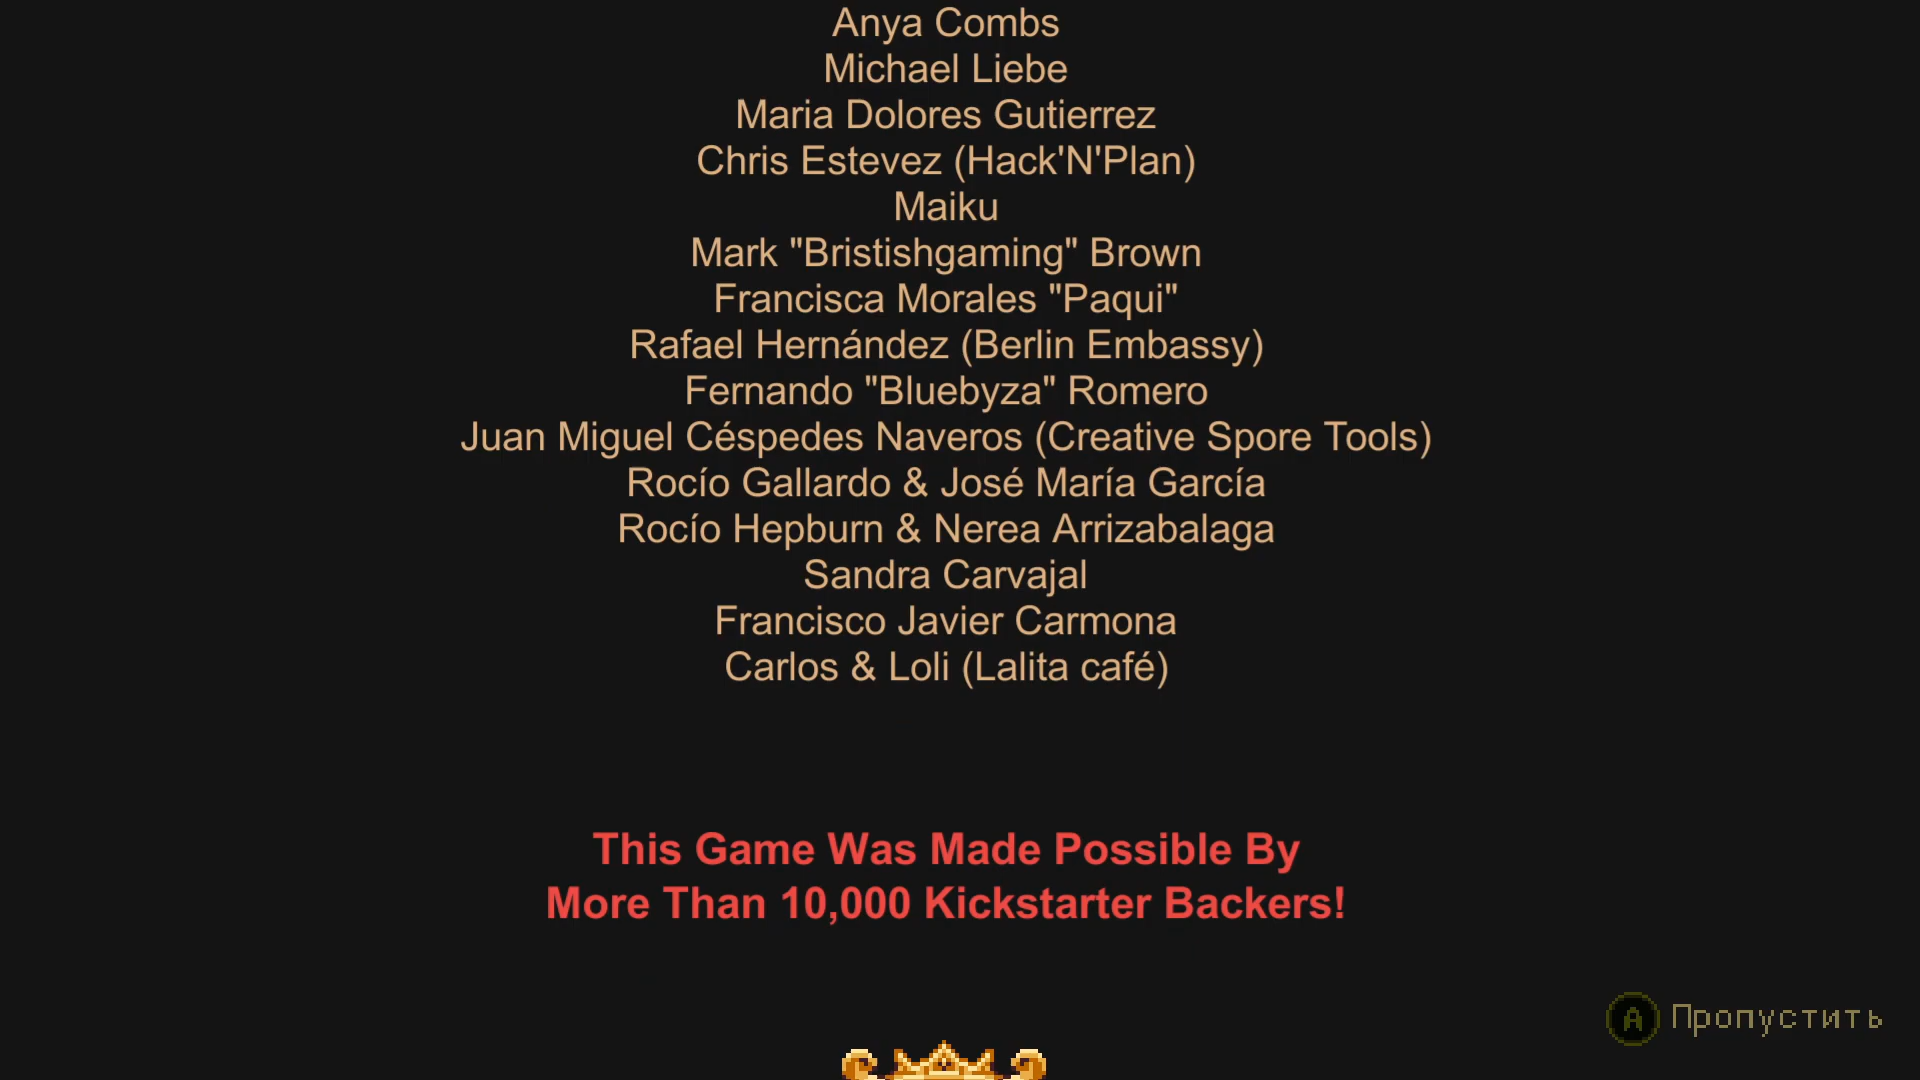 Anya Combs
Michael Liebe
Maria Dolores Gutierrez
Chris Estevez (Hack'N'Plan)
Maiku
Mark "Bristishgaming" Brown
Francisca Morales "Paqui"
Rafael Hernández (Berlin Embassy)
Fernando "Bluebyza" Romero
Juan Miguel Céspedes Naveros (Creative Spore Tools)
Rocío Gallardo & José María García
Rocío Hepburn & Nerea Arrizabalaga
Sandra Carvajal
Francisco Javier Carmona
Carlos & Loli (Lalita café)
This Game Was Made Possible By
More Than 10,000 Kickstarter Backers!
A Пропустить